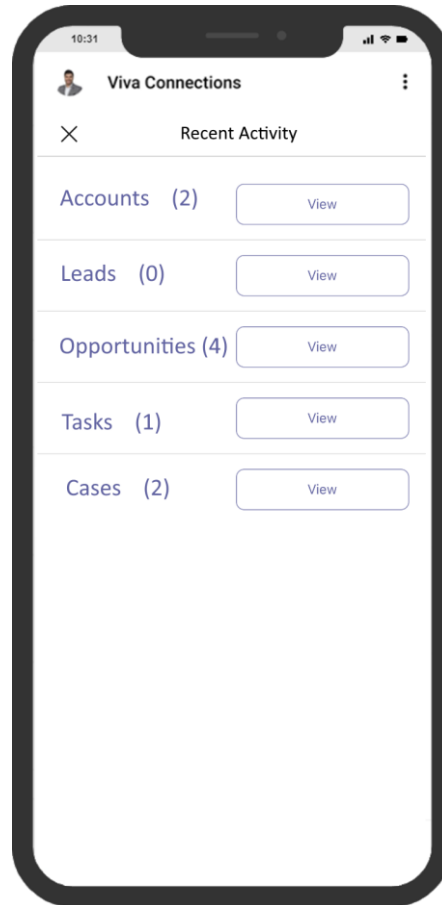 10:31
Viva Connections
Recent Activity
Accounts (2) View
Leads (0) View
Opportunities (4) View
Tasks (1) View
Cases (2) View